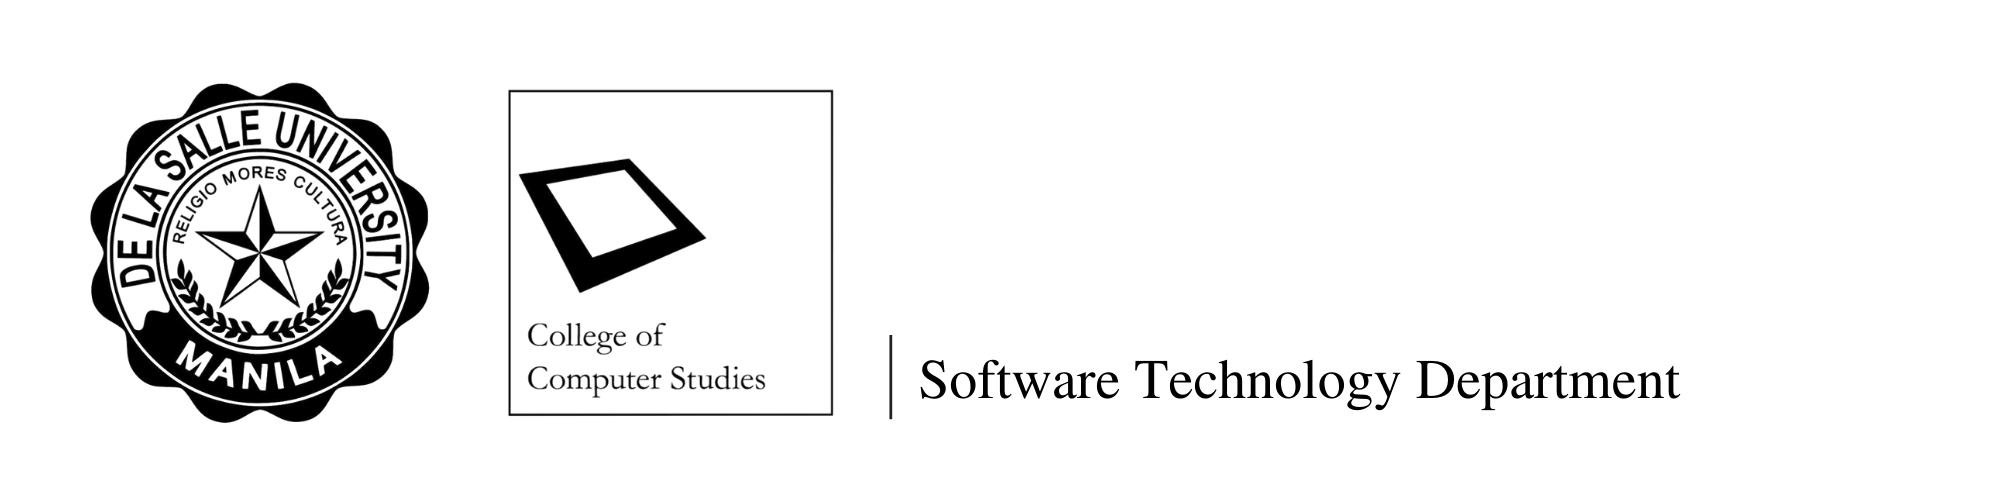 DE LA SALLE UNIVERSITY
RELIGIO MORES CULTURA
MANILA
College of
Computer Studies
Software Technology Department